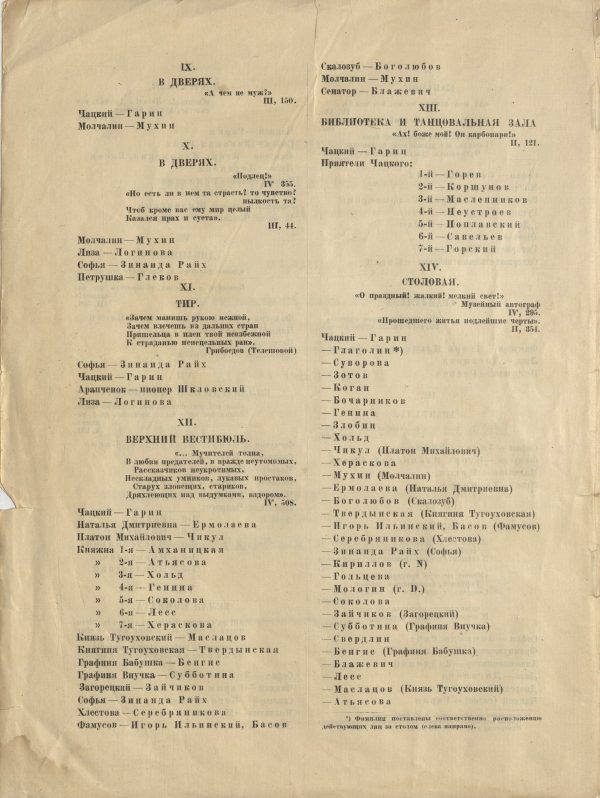 IX.
В ДВЕРЯХ.
«А чем не муж?»
III, 150.
Чацкий — Гарин
Молчалин — Мухин
X.
В ДВЕРЯХ.
«Подлец!»
IV 355.
«Но есть ли в нем та страсть! то чувство?
пылкость та?
Чтоб кроме вас ему мир целый
Казался прах и суета».
III, 44.
Молчалин — Мухин
Лиза — Логинова
Софья — Зинаида Райх
Петрушка — Глеков
XI.
ТИР.
«Зачем манишь рукою нежной,
Зачем влечешь из дальних стран
Пришельца в плен твой неизбежной
К страданью неисцельных ран».
Грибоедов (Телешовой)
Софья — Зинаида Райх
Чацкий — Гарин
Арапченок — пионер Шкловский
Лиза — Логинова
XII.
ВЕРХНИЙ ВЕСТИБЮЛЬ.
«... Мучителей толпа,
В любви предателей, в вражде неутомимых,
Рассказчиков неукротимых,
Нескладных умников, лукавых простаков,
Старух зловещих, стариков,
Дряхлеющих над выдумками, вздором».
IV, 508.
Чацкий — Гарин
Наталья Дмитриевна — Ермолаева
Платон Михайлович — Чикул
Княжна 1-я — Амханицкая
» 2-я — Атьясова
» 3-я — Хольд
» 4-я — Генина
» 5-я — Соколова
» 6-я — Лесс
» 7-я — Хераскова
Князь Тугоуховский — Маслацов
Княгиня Тугоуховская — Твердынская
Графиня Бабушка — Бенгис
Графиня Внучка — Субботина
Загорецкий — Зайчиков
Софья — Зинаида Райх
Хлестова — Серебряникова
Фамусов — Игорь Ильинский, Басов
Скалозуб — Боголюбов
Молчалин — Мухин
Сенатор — Блажевич
XIII.
БИБЛИОТЕКА И ТАНЦОВАЛЬНАЯ ЗАЛА
«Ах! боже мой! Он карбонари!»
II, 121.
Чацкий — Гарин
Приятели Чацкого:
1-й — Горев
2-й — Коршунов
3-й — Масленников
4-й — Неустроев
5-й — Поплавский
6-й — Савельев
7-й — Горский
XIV.
СТОЛОВАЯ.
«О праздный! жалкий! мелкий свет!»
Музейный автограф
IV, 295.
«Прошедшего житья подлейшие черты».
II, 354.
Чацкий — Гарин
— Глаголин *)
— Суворова
— Зотов
— Коган
— Бочарников
— Генина
— Злобин
— Хольд
— Чикул (Платон Михайлович)
— Хераскова
— Мухин (Молчалин)
— Ермолаева (Наталья Дмитриевна)
— Боголюбов (Скалозуб)
— Твердынская (Княгиня Тугоуховская)
— Игорь Ильинский, Басов (Фамусов)
— Серебряникова (Хлестова)
— Зинаида Райх (Софья)
— Кириллов (г. N)
— Гольцева
— Мологин (г. D.)
— Соколова
— Зайчиков (Загорецкий)
— Субботина (Графиня Внучка)
— Свердлин
— Бенгис (Графиня Бабушка)
— Блажевич
— Лесс
— Маслацов (Князь Тугоуховский)
— Атьясова
*) Фамилии поставлены соответственно расположению
действующих лиц за столом (слева направо).